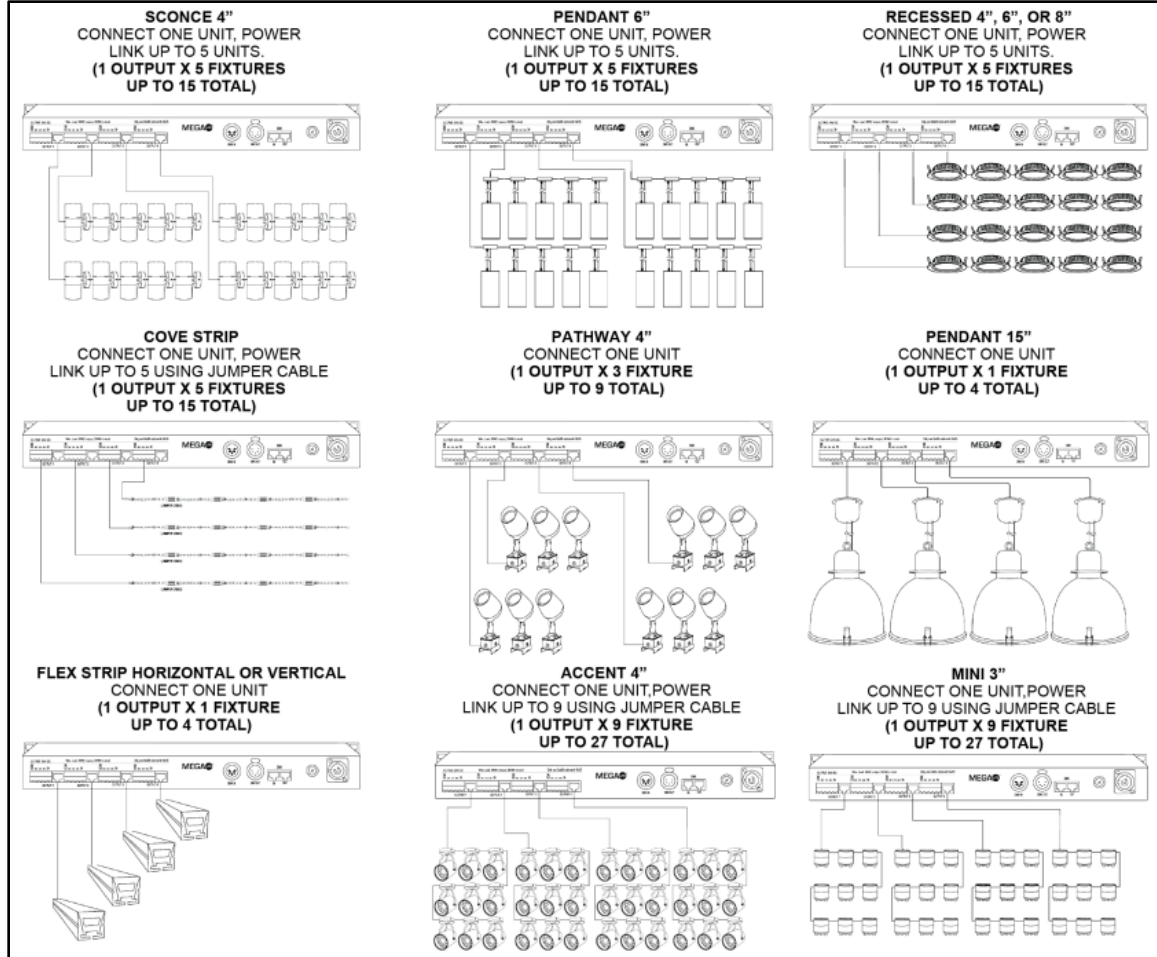 SCONCE 4”
CONNECT ONE UNIT, POWER
LINK UP TO 5 UNITS.
(1 OUTPUT X 5 FIXTURES
UP TO 15 TOTAL)
MEGA
PENDANT 6”
CONNECT ONE UNIT, POWER
LINK UP TO 5 UNITS.
(1 OUTPUT X 5 FIXTURES
UP TO 15 TOTAL)
MEGA
RECESSED 4”, 6”, OR 8”
CONNECT ONE UNIT, POWER
LINK UP TO 5 UNITS.
(1 OUTPUT X 5 FIXTURES
UP TO 15 TOTAL)
MEGA
COVE STRIP
CONNECT ONE UNIT, POWER
LINK UP TO 5 USING JUMPER CABLE
(1 OUTPUT X 5 FIXTURES
UP TO 15 TOTAL)
MEGA
JUMPER CABLE
JUMPER CABLE
JUMPER CABLE
JUMPER CABLE
PATHWAY 4”
CONNECT ONE UNIT
(1 OUTPUT X 3 FIXTURE
UP TO 9 TOTAL)
MEGA
PENDANT 15”
CONNECT ONE UNIT
(1 OUTPUT X 1 FIXTURE
UP TO 4 TOTAL)
MEGA
FLEX STRIP HORIZONTAL OR VERTICAL
CONNECT ONE UNIT
(1 OUTPUT X 1 FIXTURE
UP TO 4 TOTAL)
MEGA
ACCENT 4”
CONNECT ONE UNIT,POWER
LINK UP TO 9 USING JUMPER CABLE
(1 OUTPUT X 9 FIXTURE
UP TO 27 TOTAL)
MEGA
MINI 3”
CONNECT ONE UNIT,POWER
LINK UP TO 9 USING JUMPER CABLE
(1 OUTPUT X 9 FIXTURE
UP TO 27 TOTAL)
MEGA